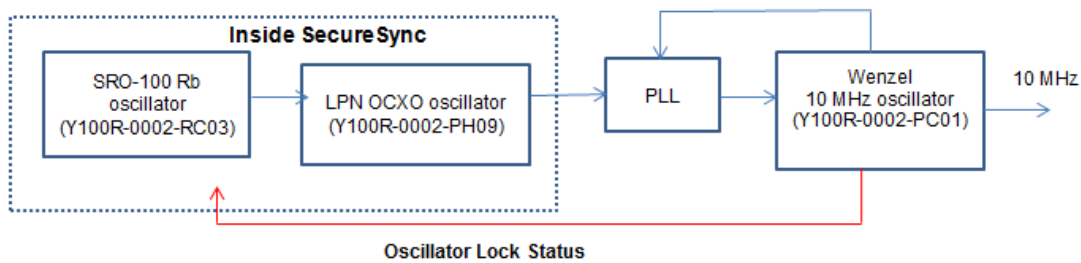 Inside SecureSync
SRO-100 Rb
oscillator
(Y100R-0002-RC03)
LPN OCXO oscillator
(Y100R-0002-PH09)
PLL
Wenzel
10 MHz oscillator
(Y100R-0002-PC01)
10 MHz
Oscillator Lock Status